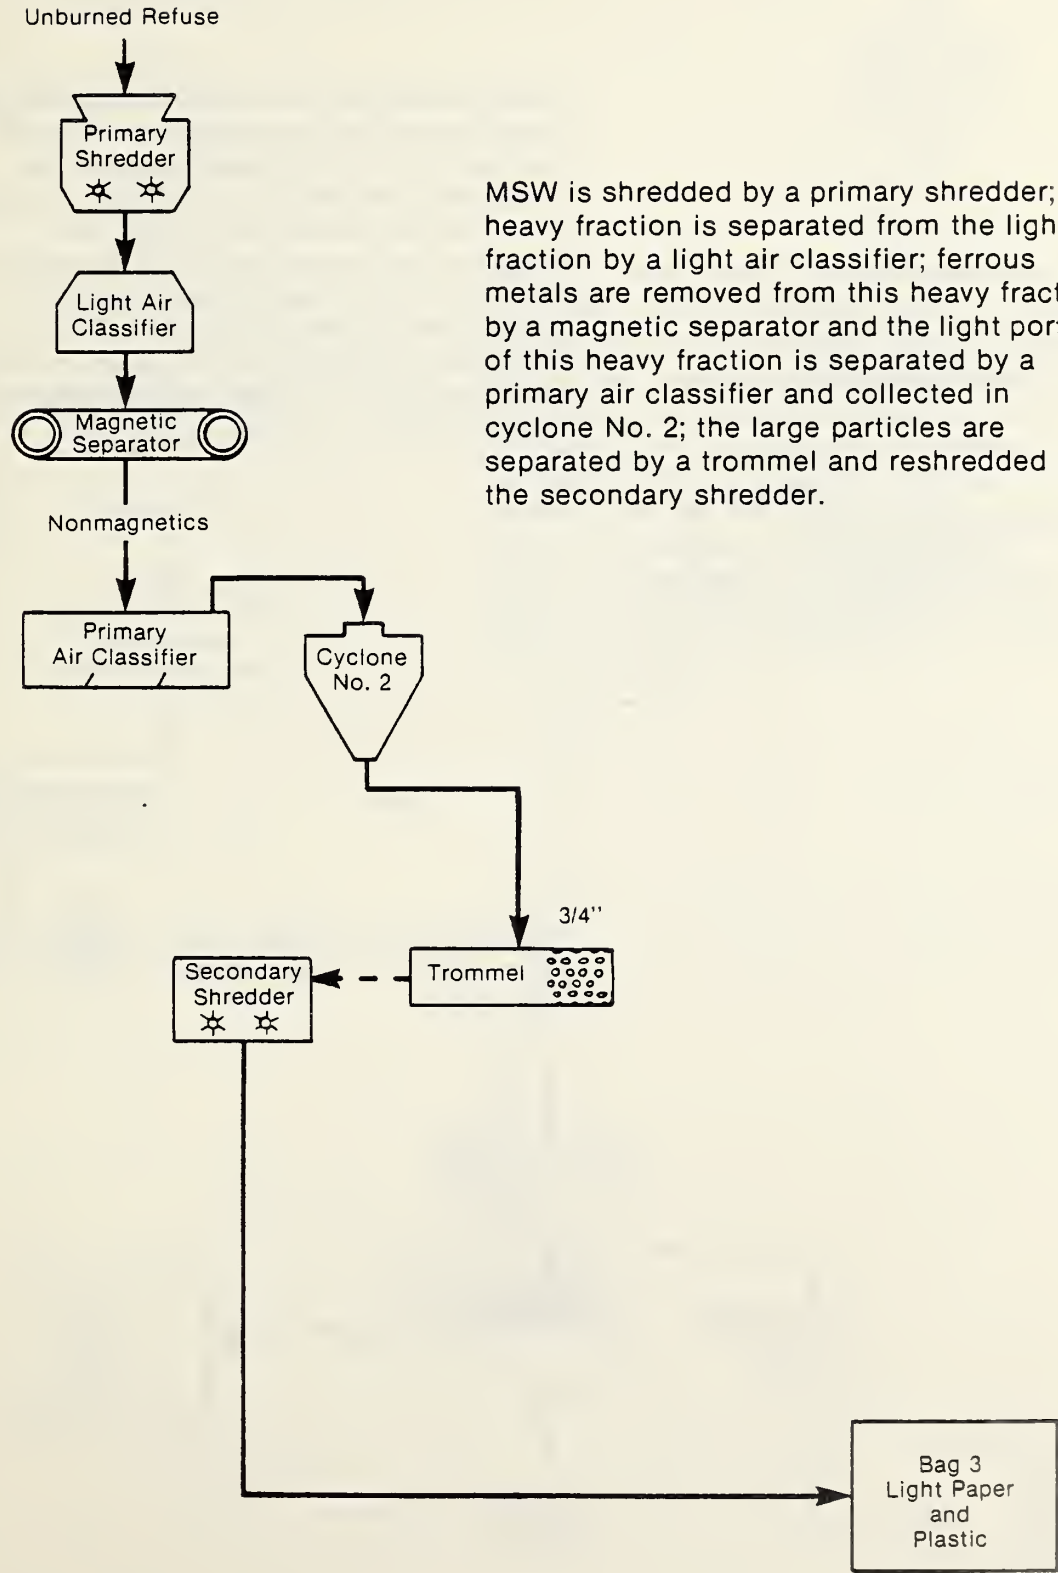 Unburned Refuse
Primary
Shredder
MSW is shredded by a primary shredder;
heavy fraction is separated from the
fraction by a light air classifier; ferrous
metals are removed from this heavy
by a magnetic separator and the light
of this heavy fraction is separated by a
primary air classifier and collected in
cyclone No. 2; the large particles are
separated by a trommel and reshredded
the secondary shredder.
Light Air
Classifier
Magnetic
Separator
Nonmagnetics
Primary
Air Classifier
Cyclone
No. 2
3/4"
Trommel
Secondary
Shredder
Bag 3
Light Paper
and
Plastic